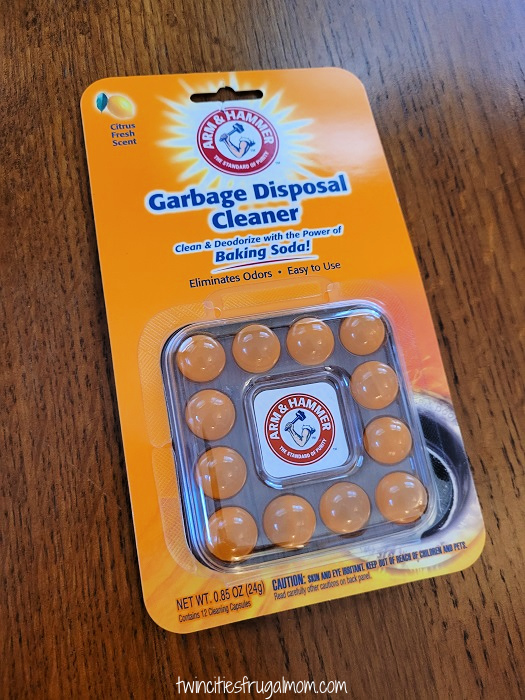 Citrus
Fresh
Scent
ARM & HAMMER
THE STANDARD OF PURITY
Garbage Disposal
Cleaner
Clean & Deodorize with the Power of
Baking Soda!
Eliminates Odors • Easy to Use
ARM & HAMMER
THE STANDARD OF PURITY
NET WT. 0.85 OZ (24g)
Contains 12 Cleaning Capsules
CAUTION: SKIN AND EYE IRRITANT. KEEP OUT OF REACH OF CHILDREN AND PETS.
Read carefully other cautions on back panel.
twincitiesfrugalmom.com